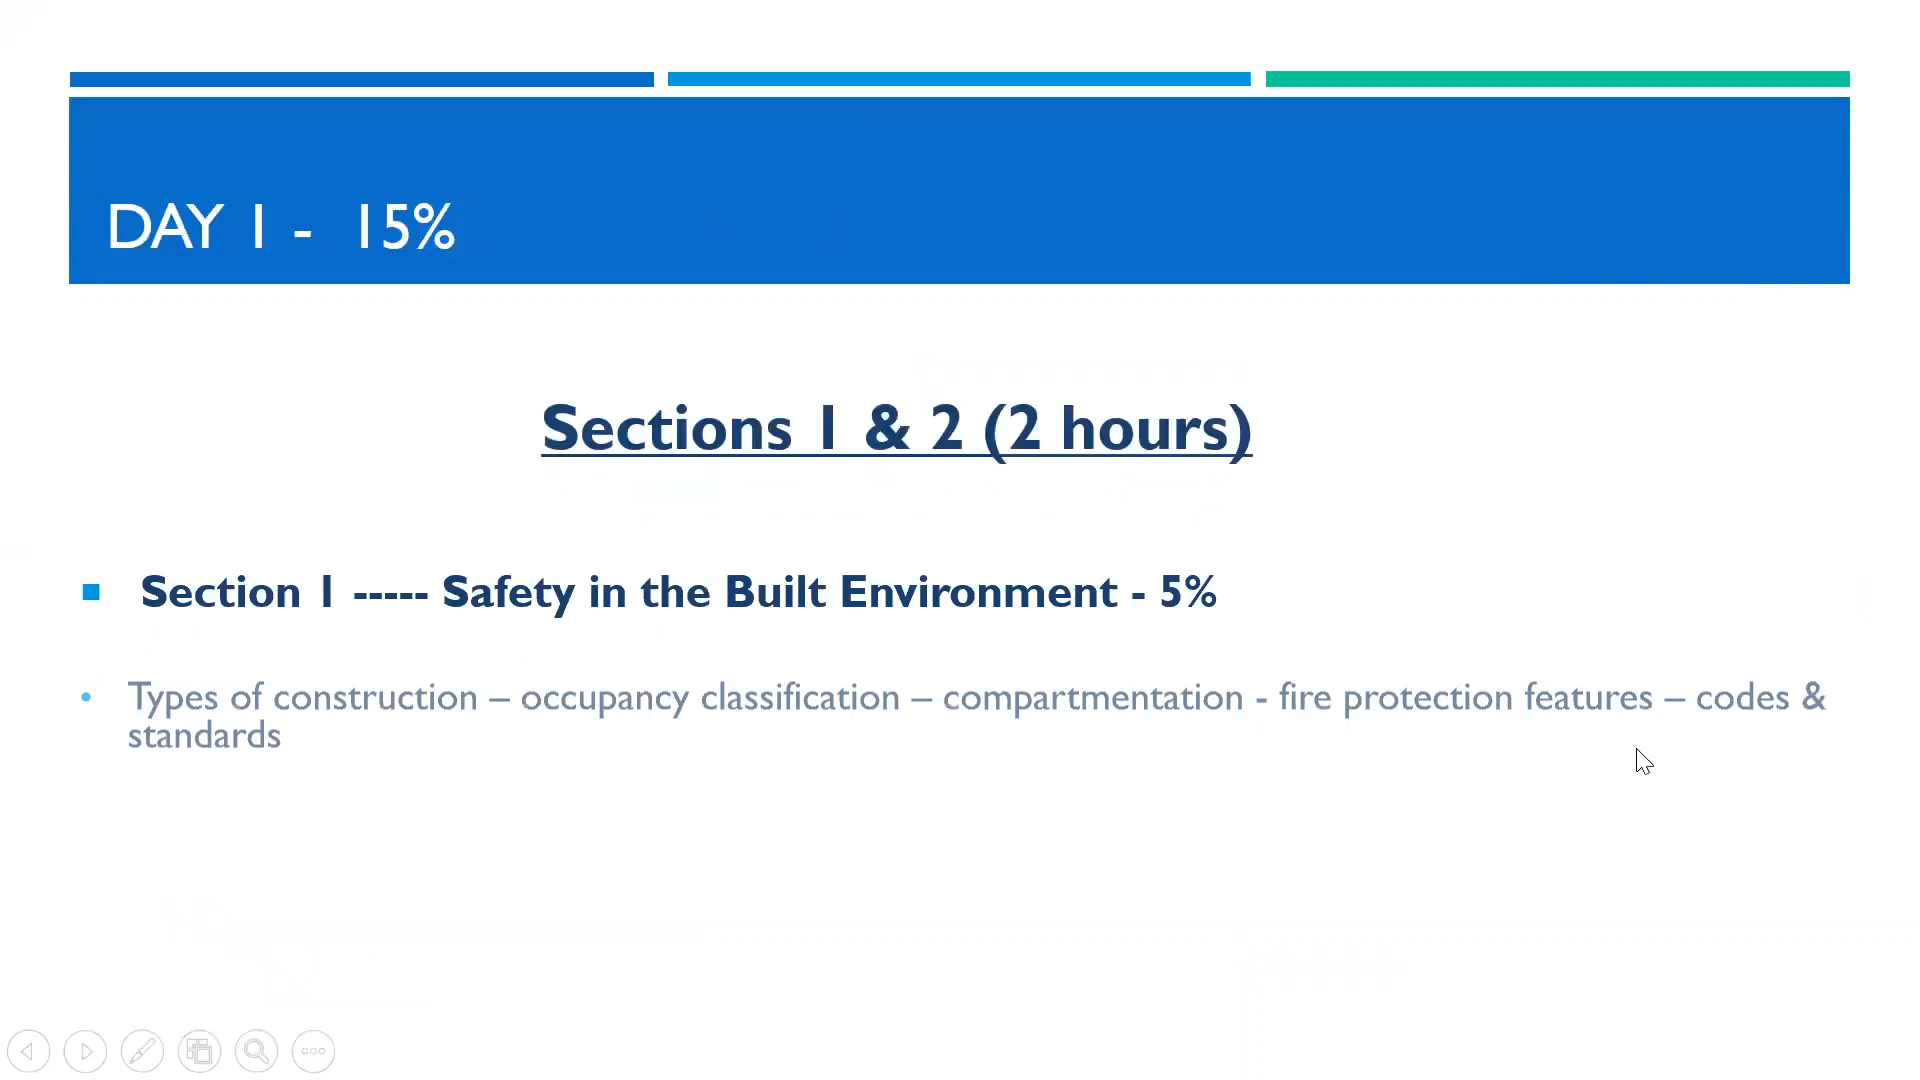 DAY 1 - 15%
Sections 1 & 2 (2 hours)
Section 1 ----- Safety in the Built Environment - 5%
Types of construction – occupancy classification – compartmentation - fire protection features – codes &
standards